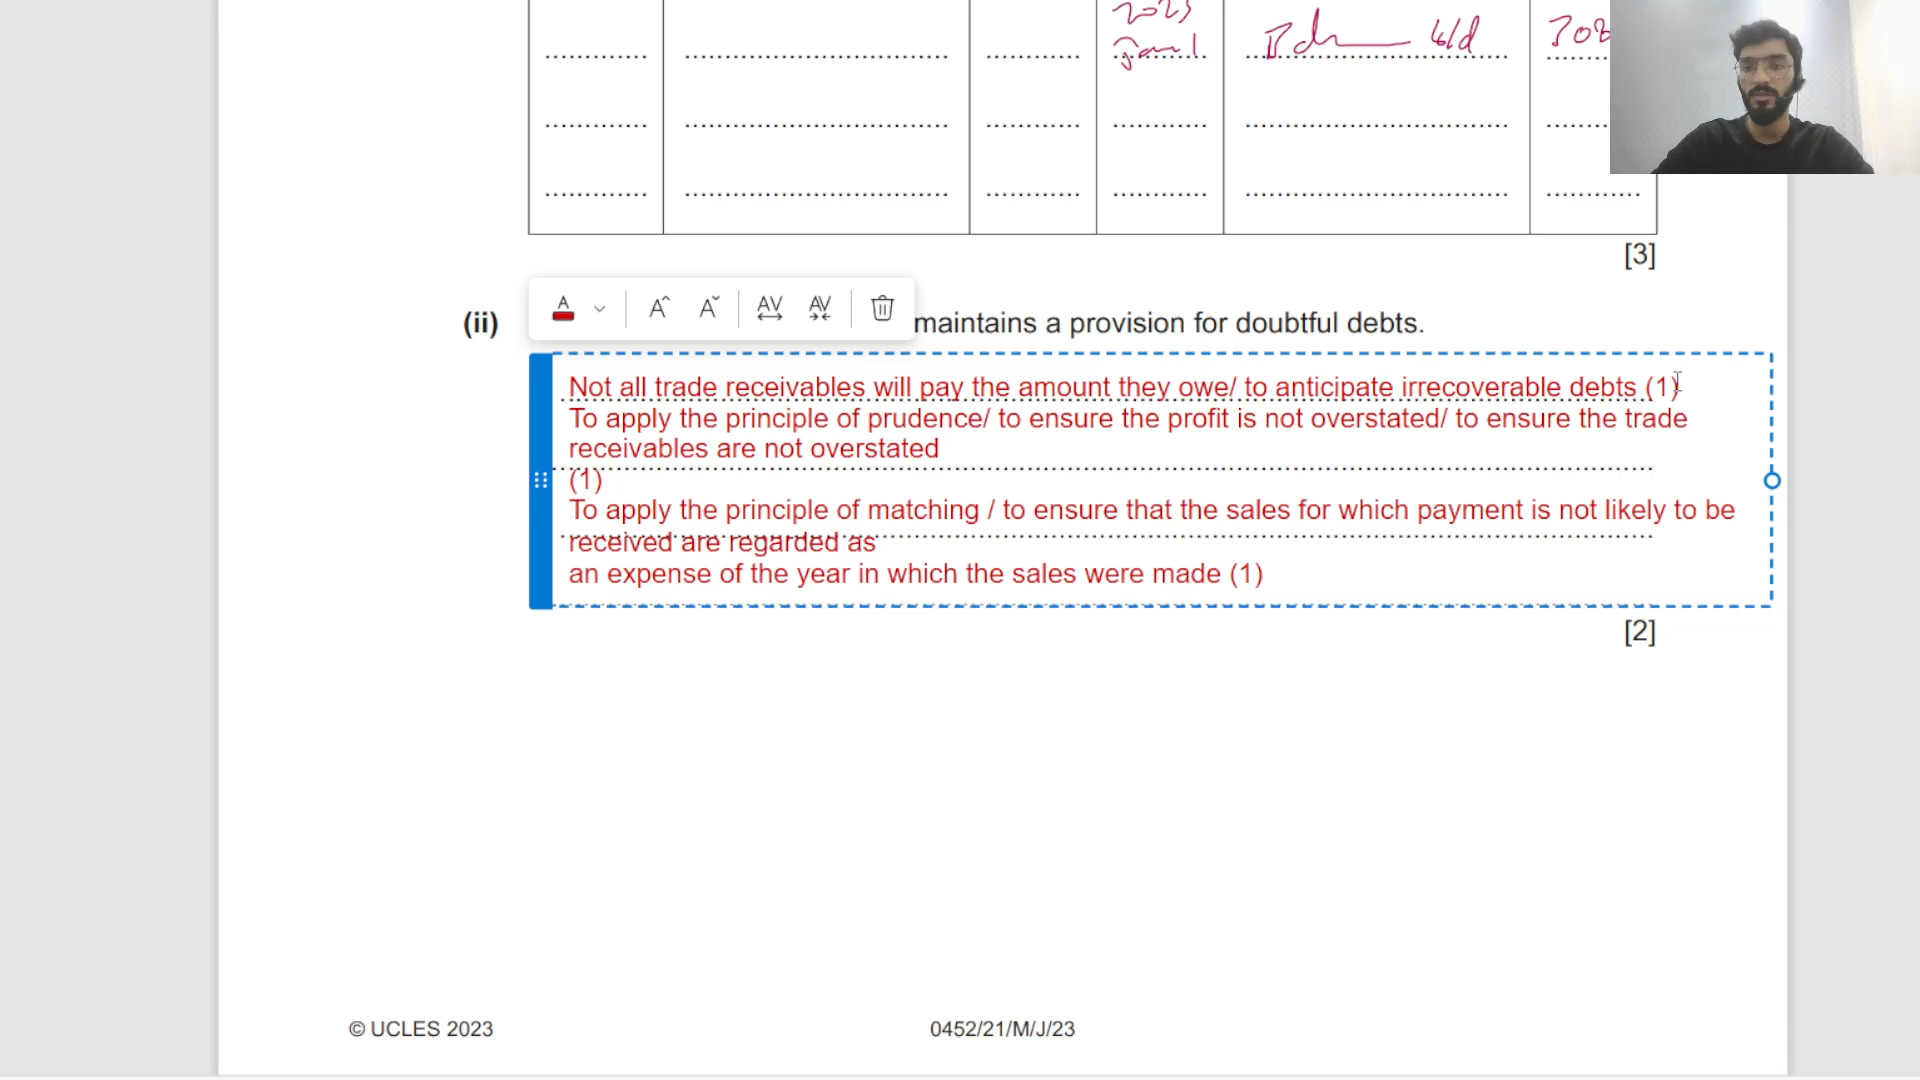 2023
Jan 1 b/d 308
[3]
(ii) maintains a provision for doubtful debts.
Not all trade receivables will pay the amount they owe/ to anticipate irrecoverable debts (1)
To apply the principle of prudence/ to ensure the profit is not overstated/ to ensure the trade
receivables are not overstated
(1)
To apply the principle of matching / to ensure that the sales for which payment is not likely to be
received are regarded as
an expense of the year in which the sales were made (1)
[2]
© UCLES 2023 0452/21/M/J/23